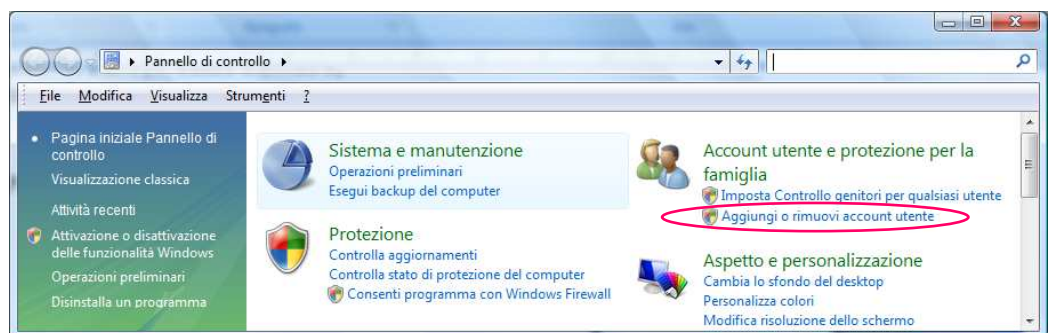 Pannello di controllo
File Modifica Visualizza Strumenti ?
Pagina iniziale Pannello di
controllo
Visualizzazione classica
Attività recenti
Attivazione o disattivazione
delle funzionalità Windows
Operazioni preliminari
Disinstalla un programma
Sistema e manutenzione
Operazioni preliminari
Esegui backup del computer
Protezione
Controlla aggiornamenti
Controlla stato di protezione del computer
Consenti programma con Windows Firewall
Account utente e protezione per la
famiglia
Imposta Controllo genitori per qualsiasi utente
Aggiungi o rimuovi account utente
Aspetto e personalizzazione
Cambia lo sfondo del desktop
Personalizza colori
Modifica risoluzione dello schermo